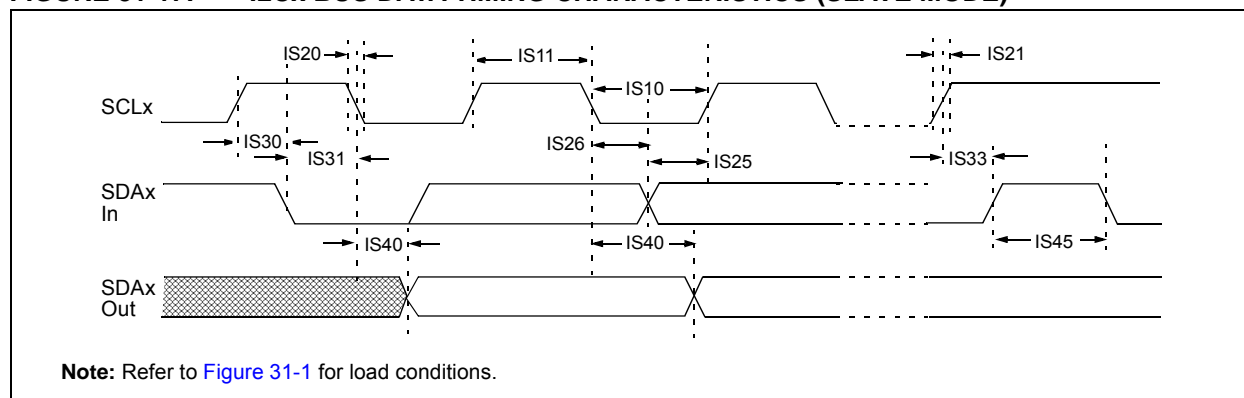 IS20
IS11
IS21
IS10
SCLx
IS30
IS31
IS26
IS25
IS33
SDAx
In
IS40
IS40
IS45
SDAx
Out
Note: Refer to Figure 31-1 for load conditions.